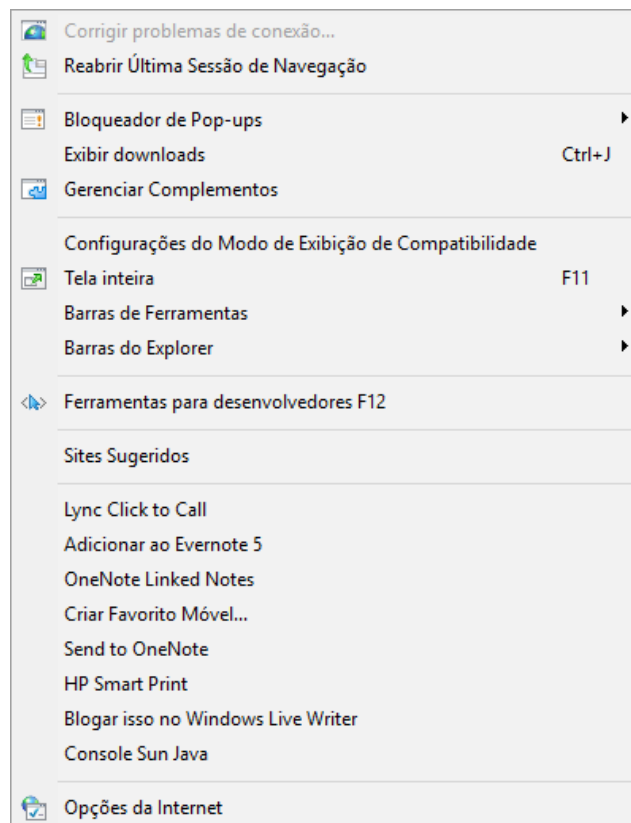 Corrigir problemas de conexão...
Reabrir Última Sessão de Navegação
Bloqueador de Pop-ups
Exibir downloads Ctrl+J
Gerenciar Complementos
Configurações do Modo de Exibição de Compatibilidade
Tela inteira F11
Barras de Ferramentas
Barras do Explorer
Ferramentas para desenvolvedores F12
Sites Sugeridos
Lync Click to Call
Adicionar ao Evernote 5
OneNote Linked Notes
Criar Favorito Móvel...
Send to OneNote
HP Smart Print
Blogar isso no Windows Live Writer
Console Sun Java
Opções da Internet